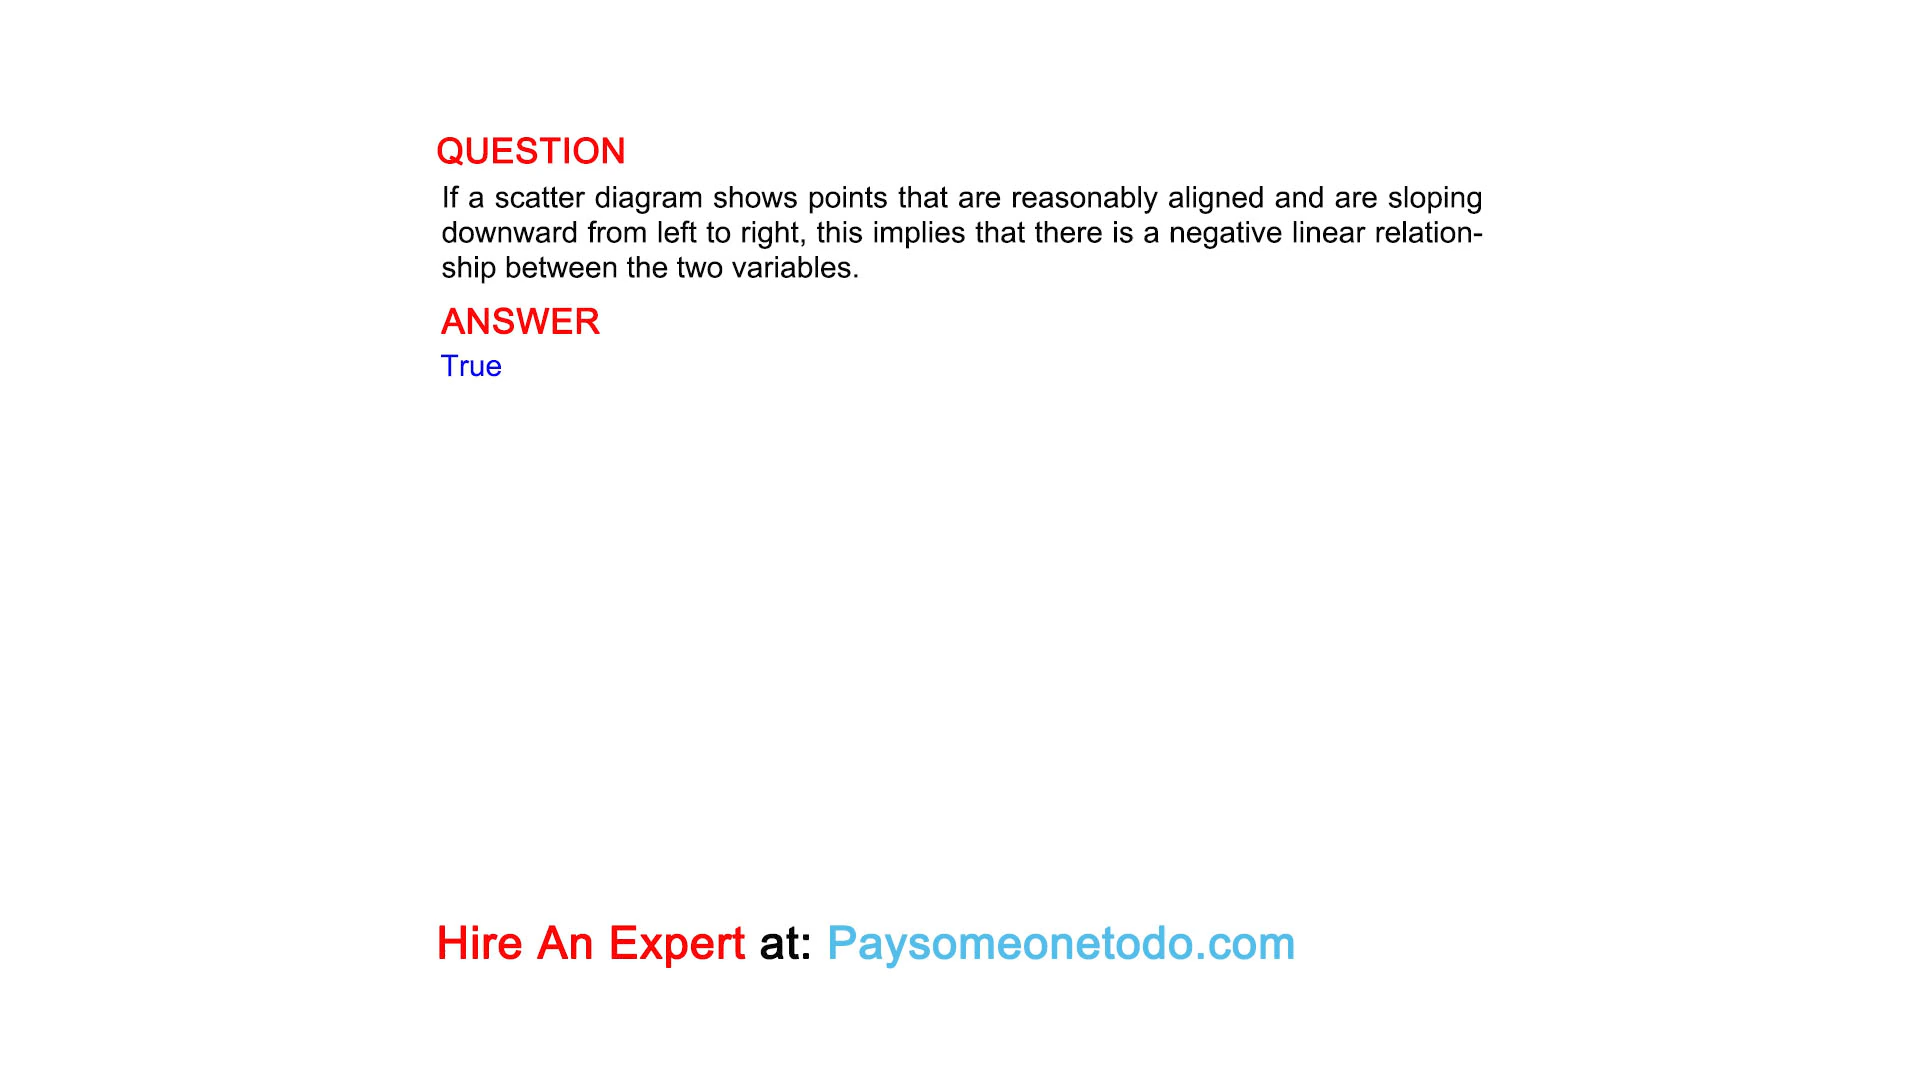 QUESTION
If a scatter diagram shows points that are reasonably aligned and are sloping
downward from left to right, this implies that there is a negative linear relation-
ship between the two variables.
ANSWER
True
Hire An Expert at: Paysomeonetodo.com